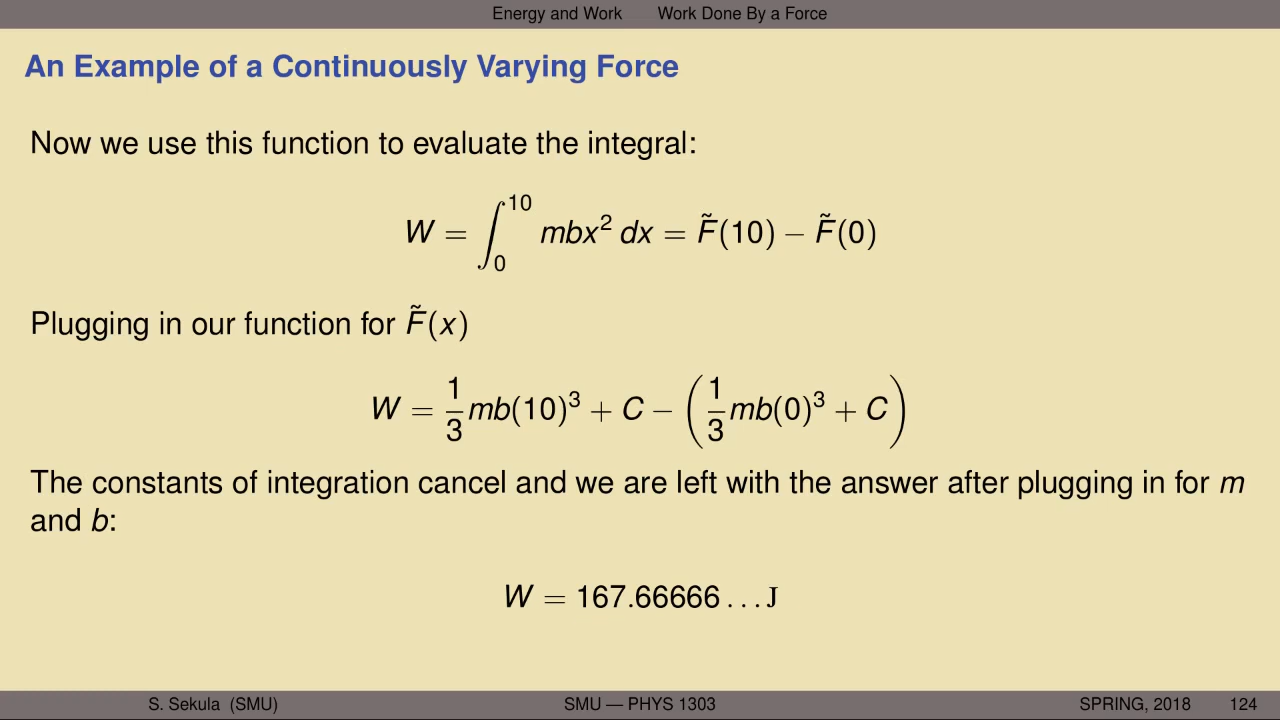 Energy and Work Work Done By a Force
An Example of a Continuously Varying Force
Now we use this function to evaluate the integral:
W = ∫₀¹⁰ mbx² dx = F̃(10) − F̃(0)
Plugging in our function for F̃(x)
W = 1/3 mb(10)³ + C − (1/3 mb(0)³ + C)
The constants of integration cancel and we are left with the answer after plugging in for m
and b:
W = 167.66666 . . . J
S. Sekula (SMU) SMU — PHYS 1303 SPRING, 2018 124